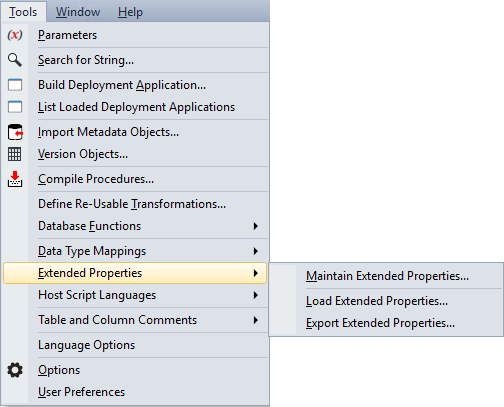 Tools Window Help
(x) Parameters
Search for String...
Build Deployment Application...
List Loaded Deployment Applications
Import Metadata Objects...
Version Objects...
Compile Procedures...
Define Re-Usable Transformations...
Database Functions
Data Type Mappings
Extended Properties
Host Script Languages
Table and Column Comments
Language Options
Options
User Preferences
Maintain Extended Properties...
Load Extended Properties...
Export Extended Properties...